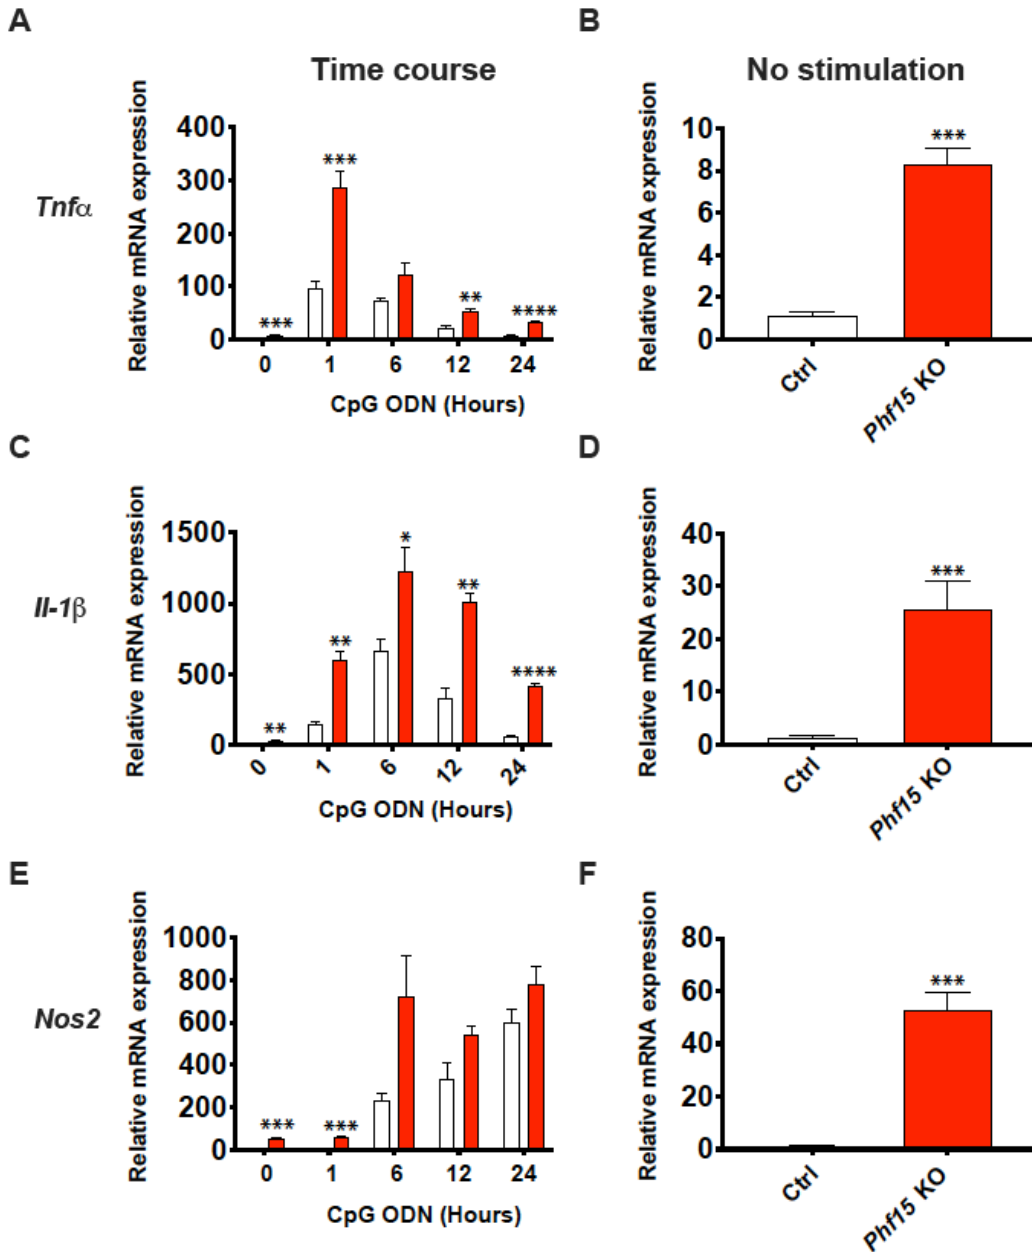 A
B
Time course
No stimulation
Tnfα
Relative mRNA expression
400
300
200
100
0
***
***
**
****
0 1 6 12 24
CpG ODN (Hours)
Relative mRNA expression
10
8
6
4
2
0
***
Ctrl
Phf15 KO
C
D
Il-1β
Relative mRNA expression
1500
1000
500
0
**
**
*
**
****
0 1 6 12 24
CpG ODN (Hours)
Relative mRNA expression
40
30
20
10
0
***
Ctrl
Phf15 KO
E
F
Nos2
Relative mRNA expression
1000
800
600
400
200
0
***
***
0 1 6 12 24
CpG ODN (Hours)
Relative mRNA expression
80
60
40
20
0
***
Ctrl
Phf15 KO